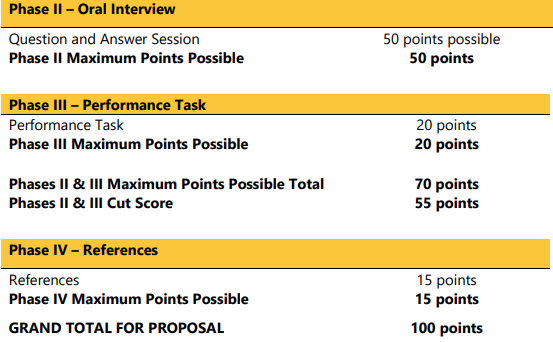 Phase II – Oral Interview
Question and Answer Session 50 points possible
Phase II Maximum Points Possible 50 points
Phase III – Performance Task
Performance Task 20 points
Phase III Maximum Points Possible 20 points
Phases II & III Maximum Points Possible Total 70 points
Phases II & III Cut Score 55 points
Phase IV – References
References 15 points
Phase IV Maximum Points Possible 15 points
GRAND TOTAL FOR PROPOSAL 100 points